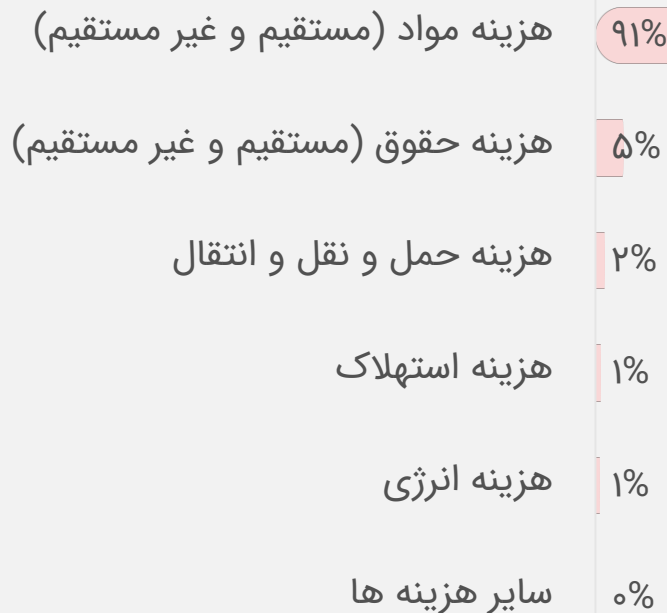 هزینه مواد (مستقیم و غیر مستقیم) ۹۱%
هزینه حقوق (مستقیم و غیر مستقیم) ۵%
هزینه حمل و نقل و انتقال ۲%
هزینه استهلاک ۱%
هزینه انرژی ۱%
سایر هزینه ها ۰%